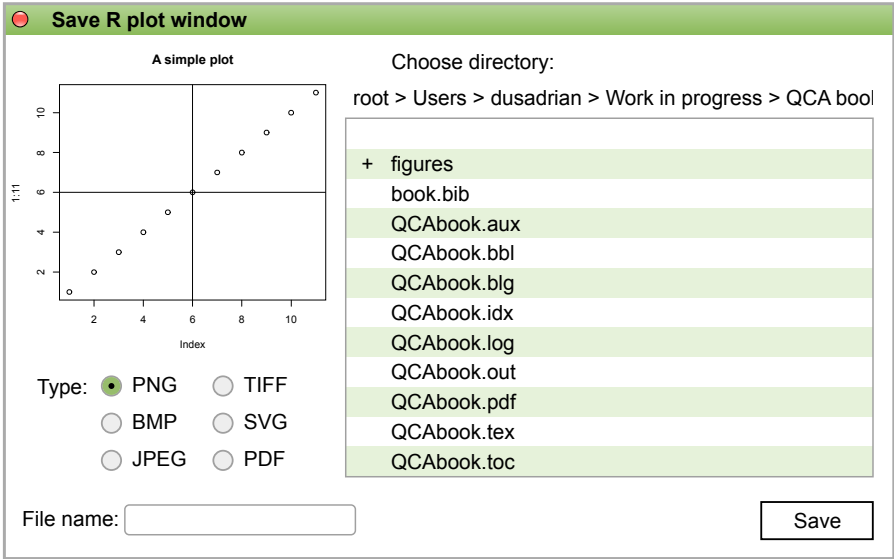 Save R plot window
A simple plot
1:11
2 4 6 8 10
2 4 6 8 10
Index
Type:
PNG TIFF
BMP SVG
JPEG PDF
Choose directory:
root > Users > dusadrian > Work in progress > QCA
+ figures
book.bib
QCAbook.aux
QCAbook.bbl
QCAbook.blg
QCAbook.idx
QCAbook.log
QCAbook.out
QCAbook.pdf
QCAbook.tex
QCAbook.toc
File name:
Save